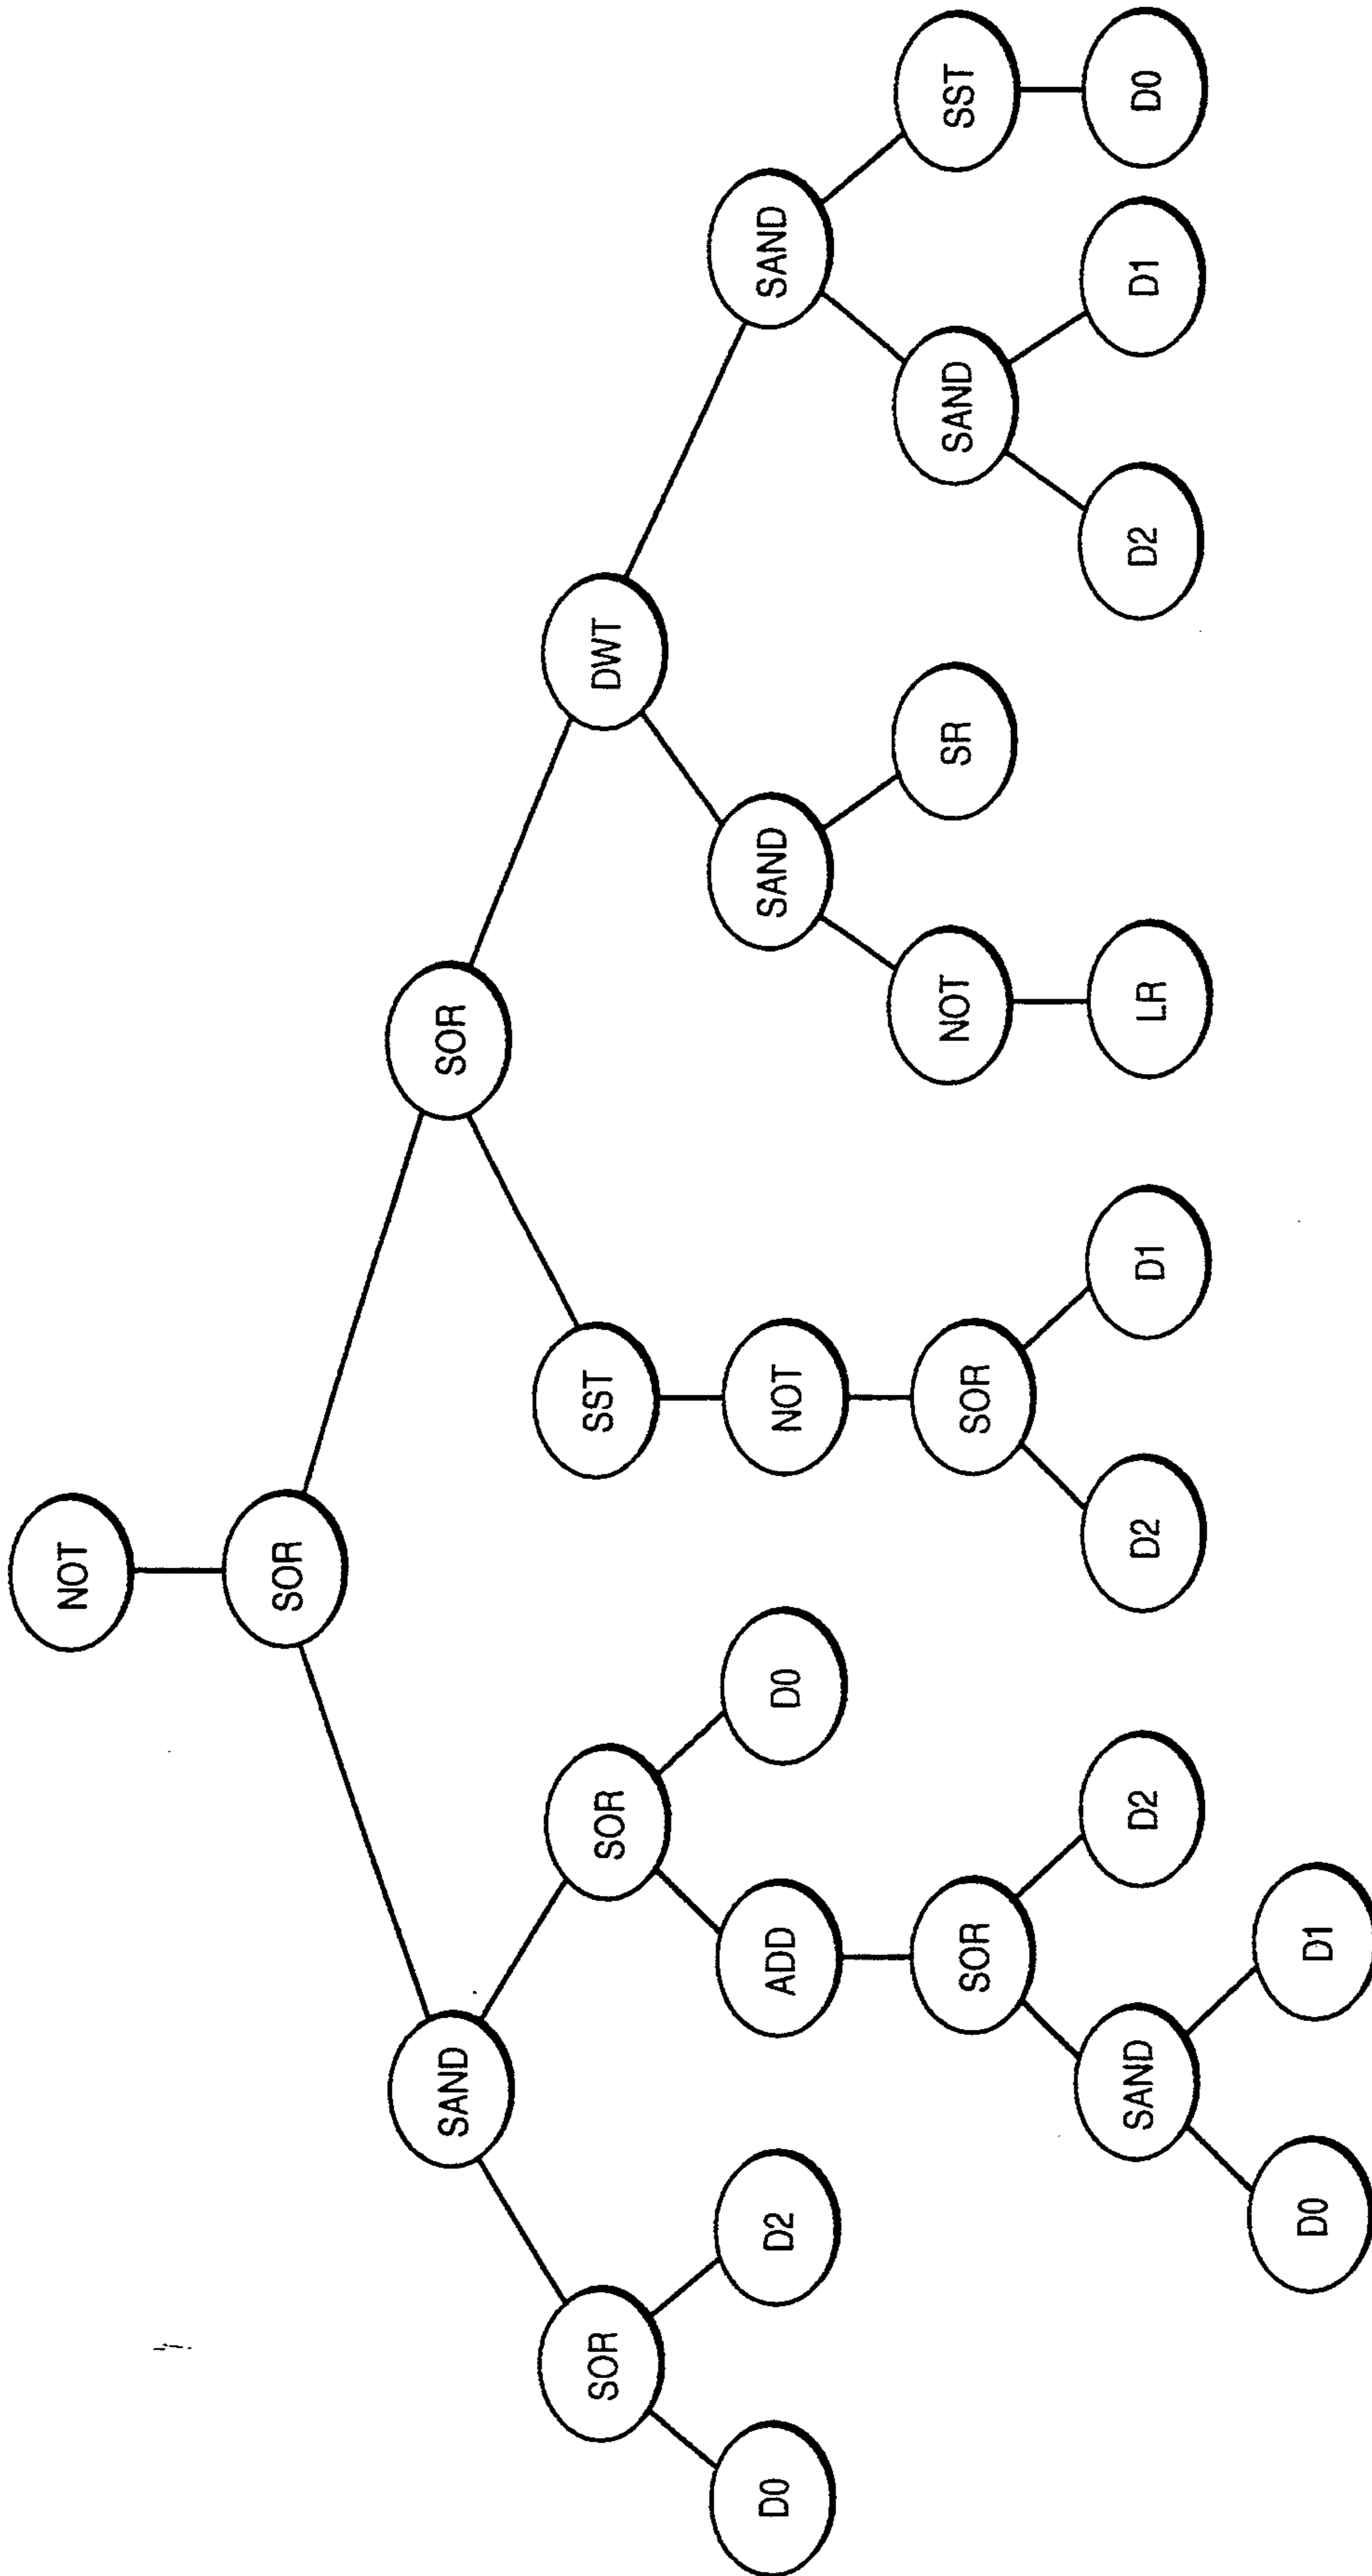 NOT
SOR
SAND SOR
SOR SOR SST DWT
D0 D2 ADD D0 NOT SAND SAND
SOR SOR NOT SR SAND SST
SAND D2 D2 D1 LR D2 D1 D0
D0 D1